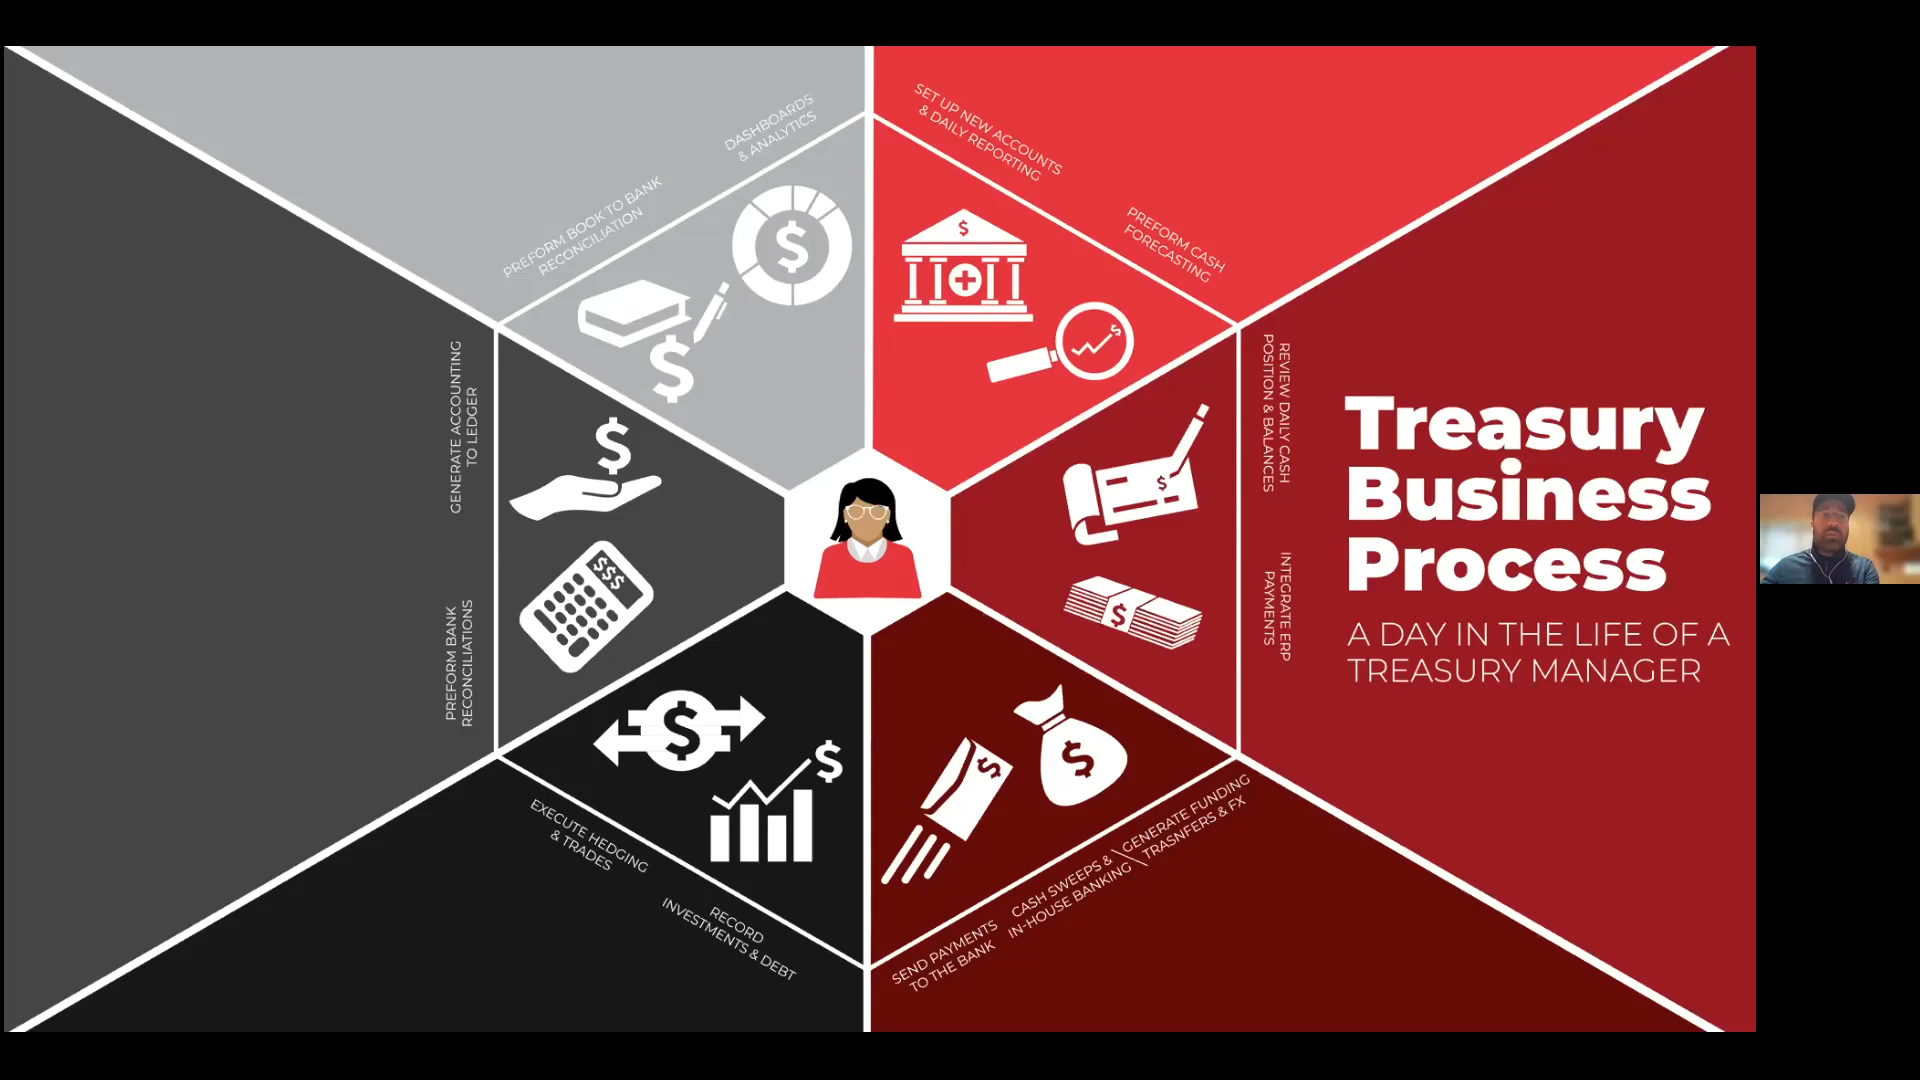 Treasury
Business
Process
A DAY IN THE LIFE OF A
TREASURY MANAGER
SET UP NEW ACCOUNTS
& DAILY REPORTING
PREFORM CASH
FORECASTING
REVIEW DAILY CASH
POSITION & BALANCES
INTEGRATE ERP
PAYMENTS
GENERATE FUNDING
TRASNFERS & FX
CASH SWEEPS &
IN-HOUSE BANKING
SEND PAYMENTS
TO THE BANK
RECORD
INVESTMENTS & DEBT
EXECUTE HEDGING
& TRADES
PREFORM BANK
RECONCILIATIONS
GENERATE ACCOUNTING
TO LEDGER
PREFORM BOOK TO BANK
RECONCILIATION
DASHBOARDS
& ANALYTICS
$
$
$
$
$
$
$
$
$
$
$$$
$
$